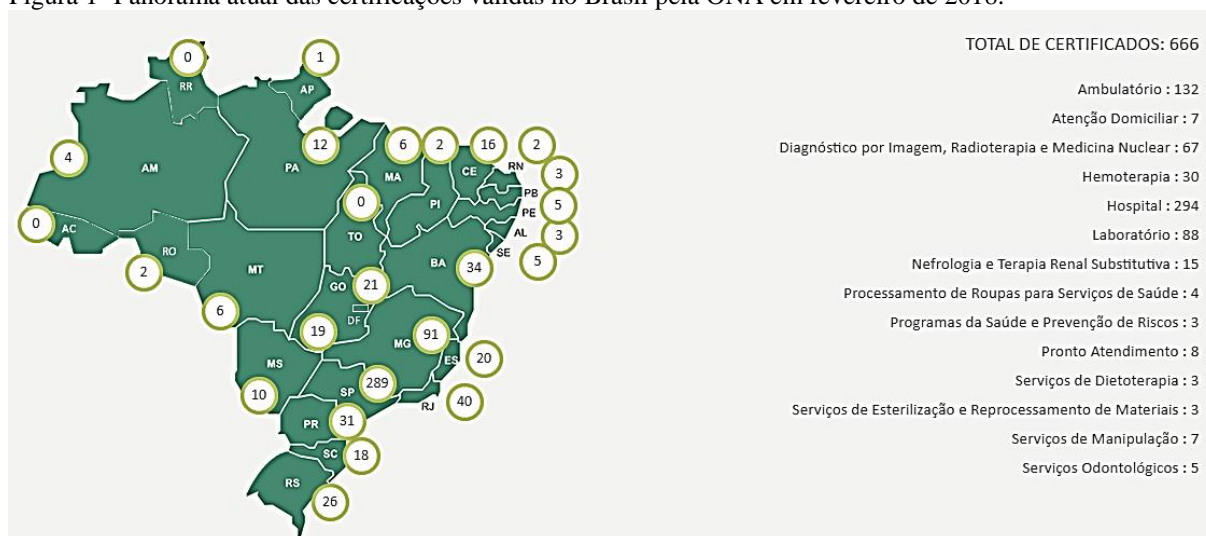 Figura 1- Panorama atual das certificações válidas no Brasil pela ONA em fevereiro de 2018.
TOTAL DE CERTIFICADOS: 666
Ambulatório : 132
Atenção Domiciliar : 7
Diagnóstico por Imagem, Radioterapia e Medicina Nuclear : 67
Hemoterapia : 30
Hospital : 294
Laboratório : 88
Nefrologia e Terapia Renal Substitutiva : 15
Processamento de Roupas para Serviços de Saúde : 4
Programas da Saúde e Prevenção de Riscos : 3
Pronto Atendimento : 8
Serviços de Dietoterapia : 3
Serviços de Esterilização e Reprocessamento de Materiais : 3
Serviços de Manipulação : 7
Serviços Odontológicos : 5
0
RR
1
AP
4
AM
12
PA
6
MA
2
PI
16
CE
2
RN
3
PB
5
PE
3
AL
5
SE
0
TO
0
AC
2
RO
6
MT
34
BA
21
GO
DF
19
91
MG
20
ES
10
MS
289
SP
40
RJ
31
PR
18
SC
26
RS